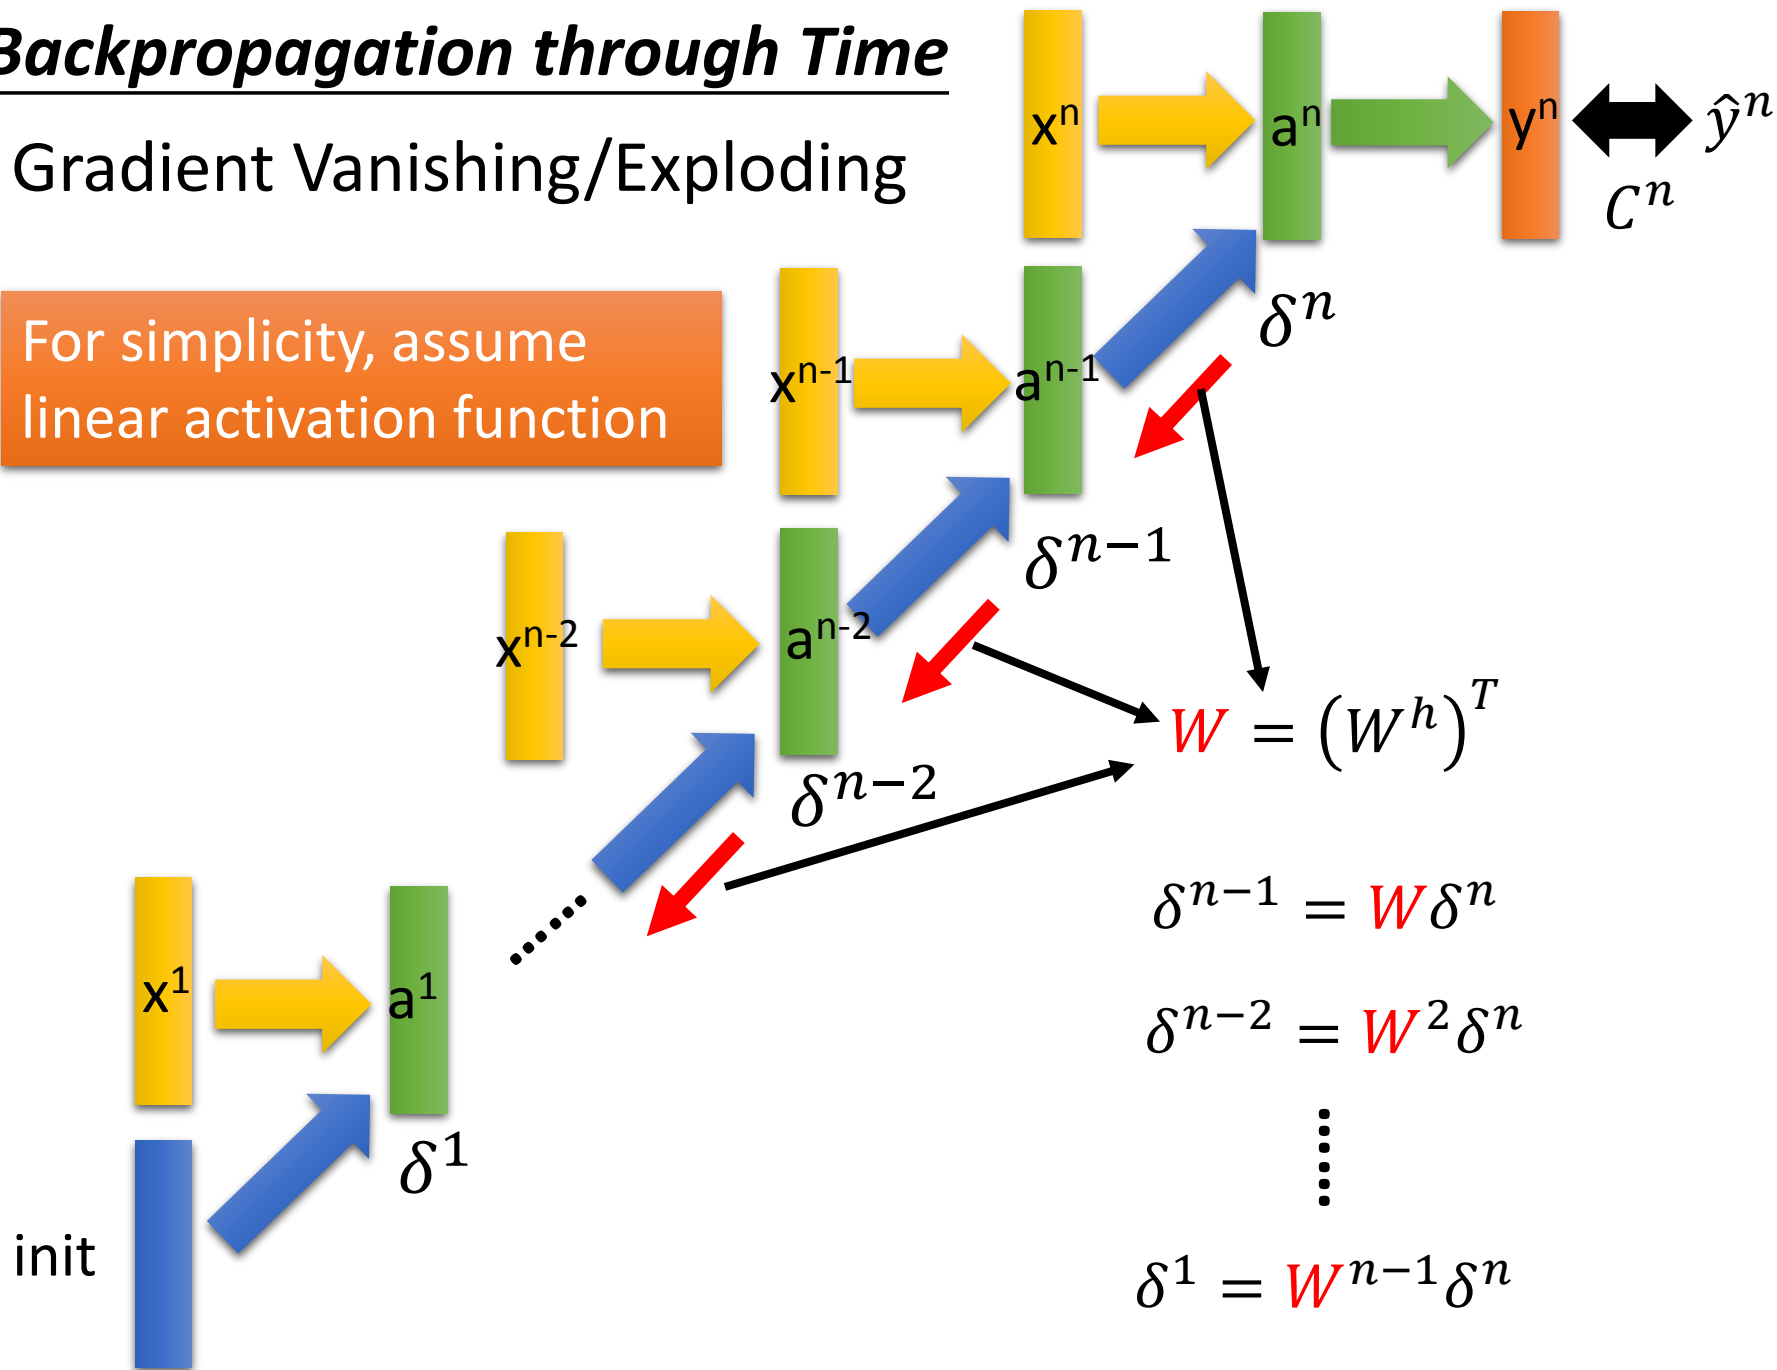 Backpropagation through Time
Gradient Vanishing/Exploding
For simplicity, assume
linear activation function
xⁿ
aⁿ
yⁿ
ŷⁿ
Cⁿ
δⁿ
xⁿ⁻¹
aⁿ⁻¹
δⁿ⁻¹
xⁿ⁻²
aⁿ⁻²
δⁿ⁻²
W = (Wʰ)ᵀ
x¹
a¹
δ¹
init
δⁿ⁻¹ = Wδⁿ
δⁿ⁻² = W²δⁿ
δ¹ = Wⁿ⁻¹δⁿ